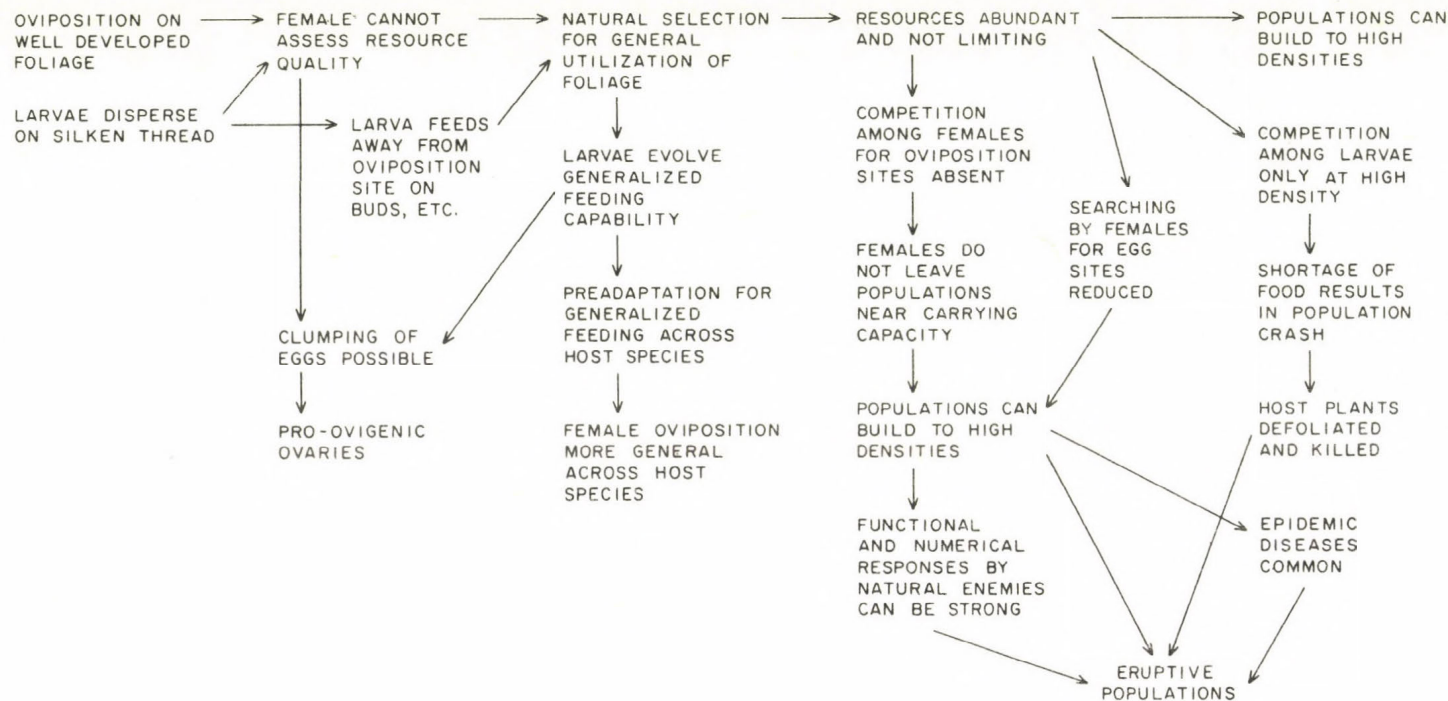 OVIPOSITION ON
WELL DEVELOPED
FOLIAGE
FEMALE CANNOT
ASSESS RESOURCE
QUALITY
NATURAL SELECTION
FOR GENERAL
UTILIZATION OF
FOLIAGE
RESOURCES ABUNDANT
AND NOT LIMITING
POPULATIONS CAN
BUILD TO HIGH
DENSITIES
LARVAE DISPERSE
ON SILKEN THREAD
LARVA FEEDS
AWAY FROM
OVIPOSITION
SITE ON
BUDS, ETC.
LARVAE EVOLVE
GENERALIZED
FEEDING
CAPABILITY
COMPETITION
AMONG FEMALES
FOR OVIPOSITION
SITES ABSENT
SEARCHING
BY FEMALES
FOR EGG
SITES
REDUCED
COMPETITION
AMONG LARVAE
ONLY AT HIGH
DENSITY
CLUMPING OF
EGGS POSSIBLE
PREADAPTATION FOR
GENERALIZED
FEEDING ACROSS
HOST SPECIES
FEMALES DO
NOT LEAVE
POPULATIONS
NEAR CARRYING
CAPACITY
SHORTAGE OF
FOOD RESULTS
IN POPULATION
CRASH
PRO-OVIGENIC
OVARIES
FEMALE OVIPOSITION
MORE GENERAL
ACROSS HOST
SPECIES
POPULATIONS CAN
BUILD TO HIGH
DENSITIES
HOST PLANTS
DEFOLIATED
AND KILLED
FUNCTIONAL
AND NUMERICAL
RESPONSES BY
NATURAL ENEMIES
CAN BE STRONG
EPIDEMIC
DISEASES
COMMON
ERUPTIVE
POPULATIONS